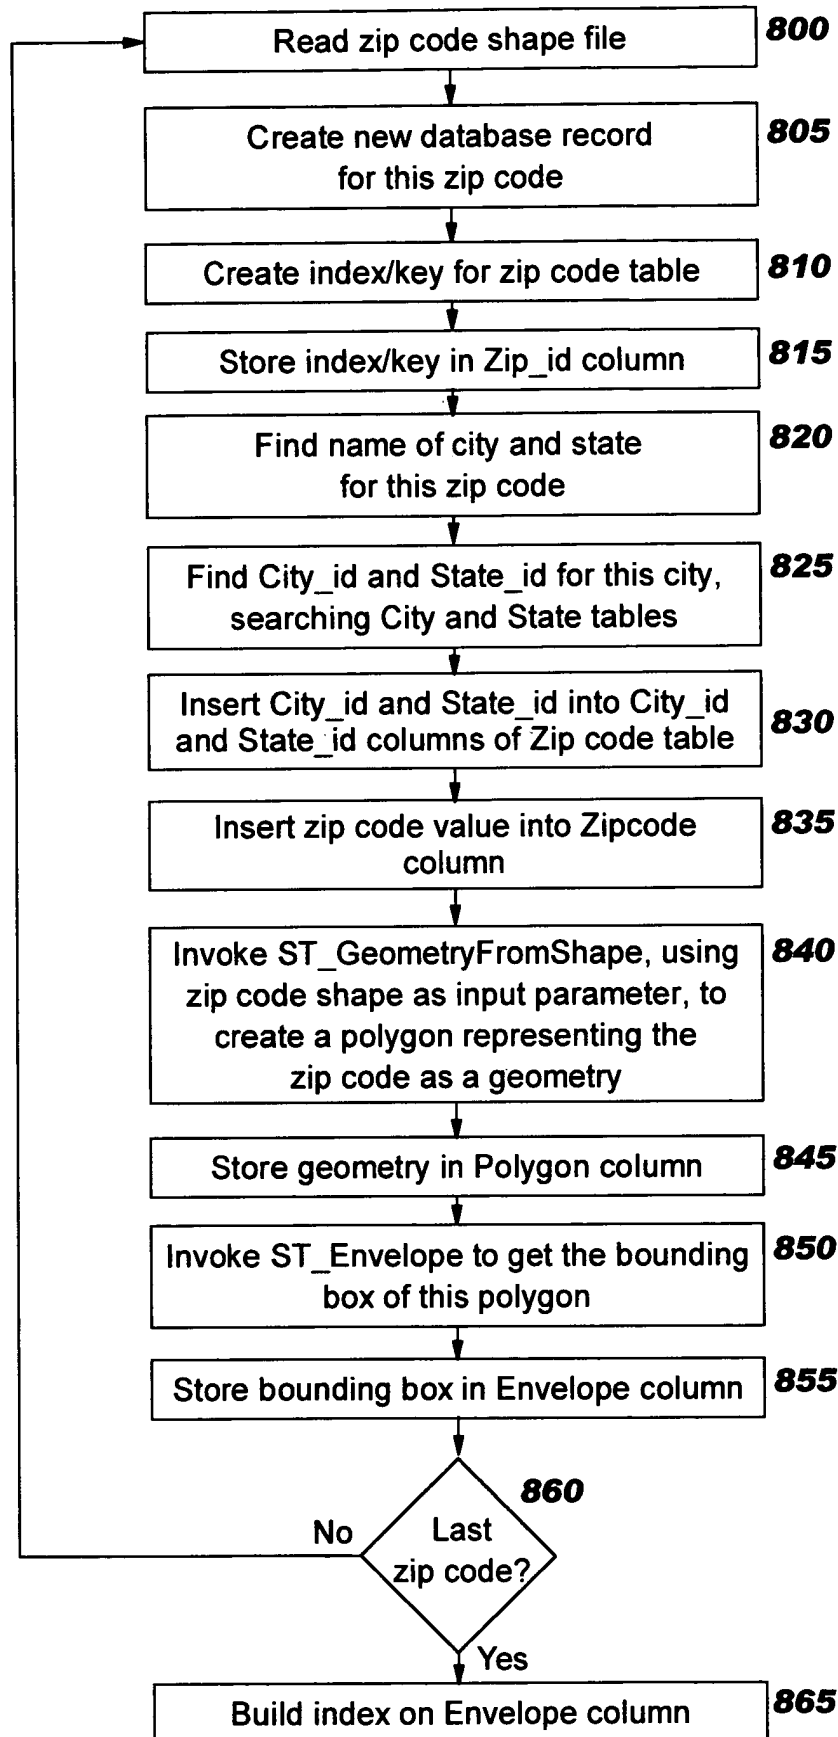 Read zip code shape file
800
Create new database record
for this zip code
805
Create index/key for zip code table
810
Store index/key in Zip_id column
815
Find name of city and state
for this zip code
820
Find City_id and State_id for this city,
searching City and State tables
825
Insert City_id and State_id into City_id
and State_id columns of Zip code table
830
Insert zip code value into Zipcode
column
835
Invoke ST_GeometryFromShape, using
zip code shape as input parameter, to
create a polygon representing the
zip code as a geometry
840
Store geometry in Polygon column
845
Invoke ST_Envelope to get the bounding
box of this polygon
850
Store bounding box in Envelope column
855
860
No
Last
zip code?
Yes
Build index on Envelope column
865